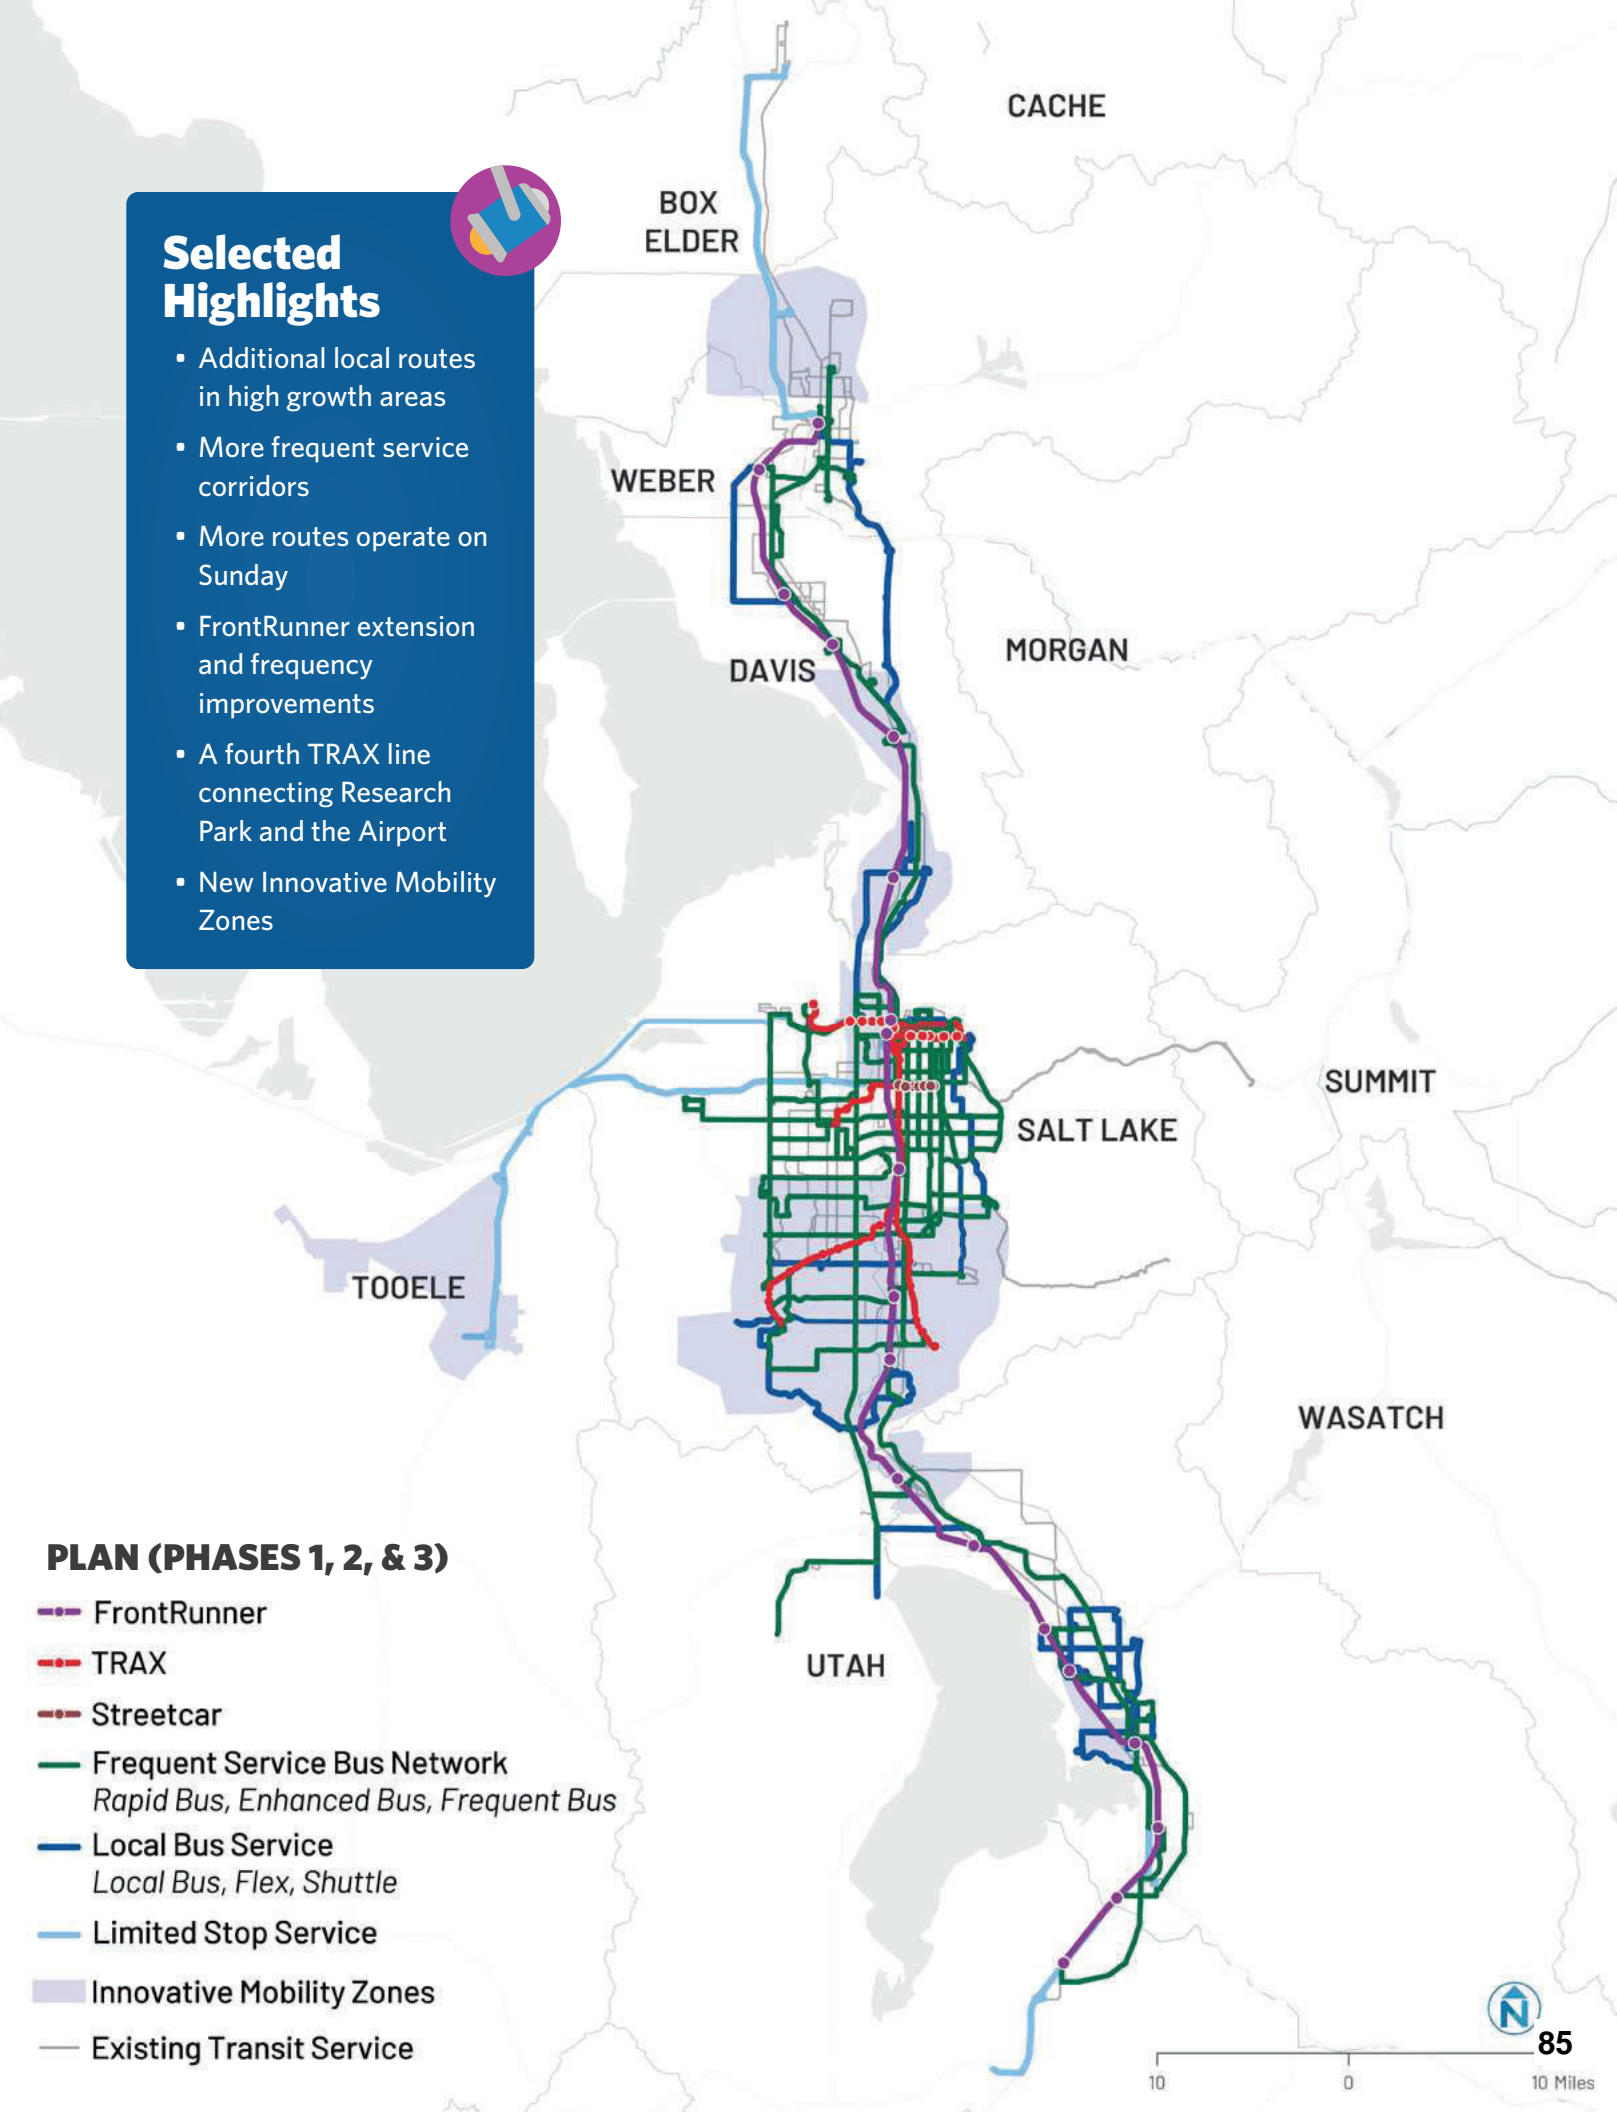 CACHE
BOX
ELDER
Selected
Highlights
• Additional local routes
in high growth areas
• More frequent service
corridors
• More routes operate on
Sunday
• FrontRunner extension
and frequency
improvements
• A fourth TRAX line
connecting Research
Park and the Airport
• New Innovative Mobility
Zones
WEBER
MORGAN
DAVIS
SUMMIT
SALT LAKE
TOOELE
WASATCH
UTAH
PLAN (PHASES 1, 2, & 3)
FrontRunner
TRAX
Streetcar
Frequent Service Bus Network
Rapid Bus, Enhanced Bus, Frequent Bus
Local Bus Service
Local Bus, Flex, Shuttle
Limited Stop Service
Innovative Mobility Zones
Existing Transit Service
N
85
10 0 10 Miles